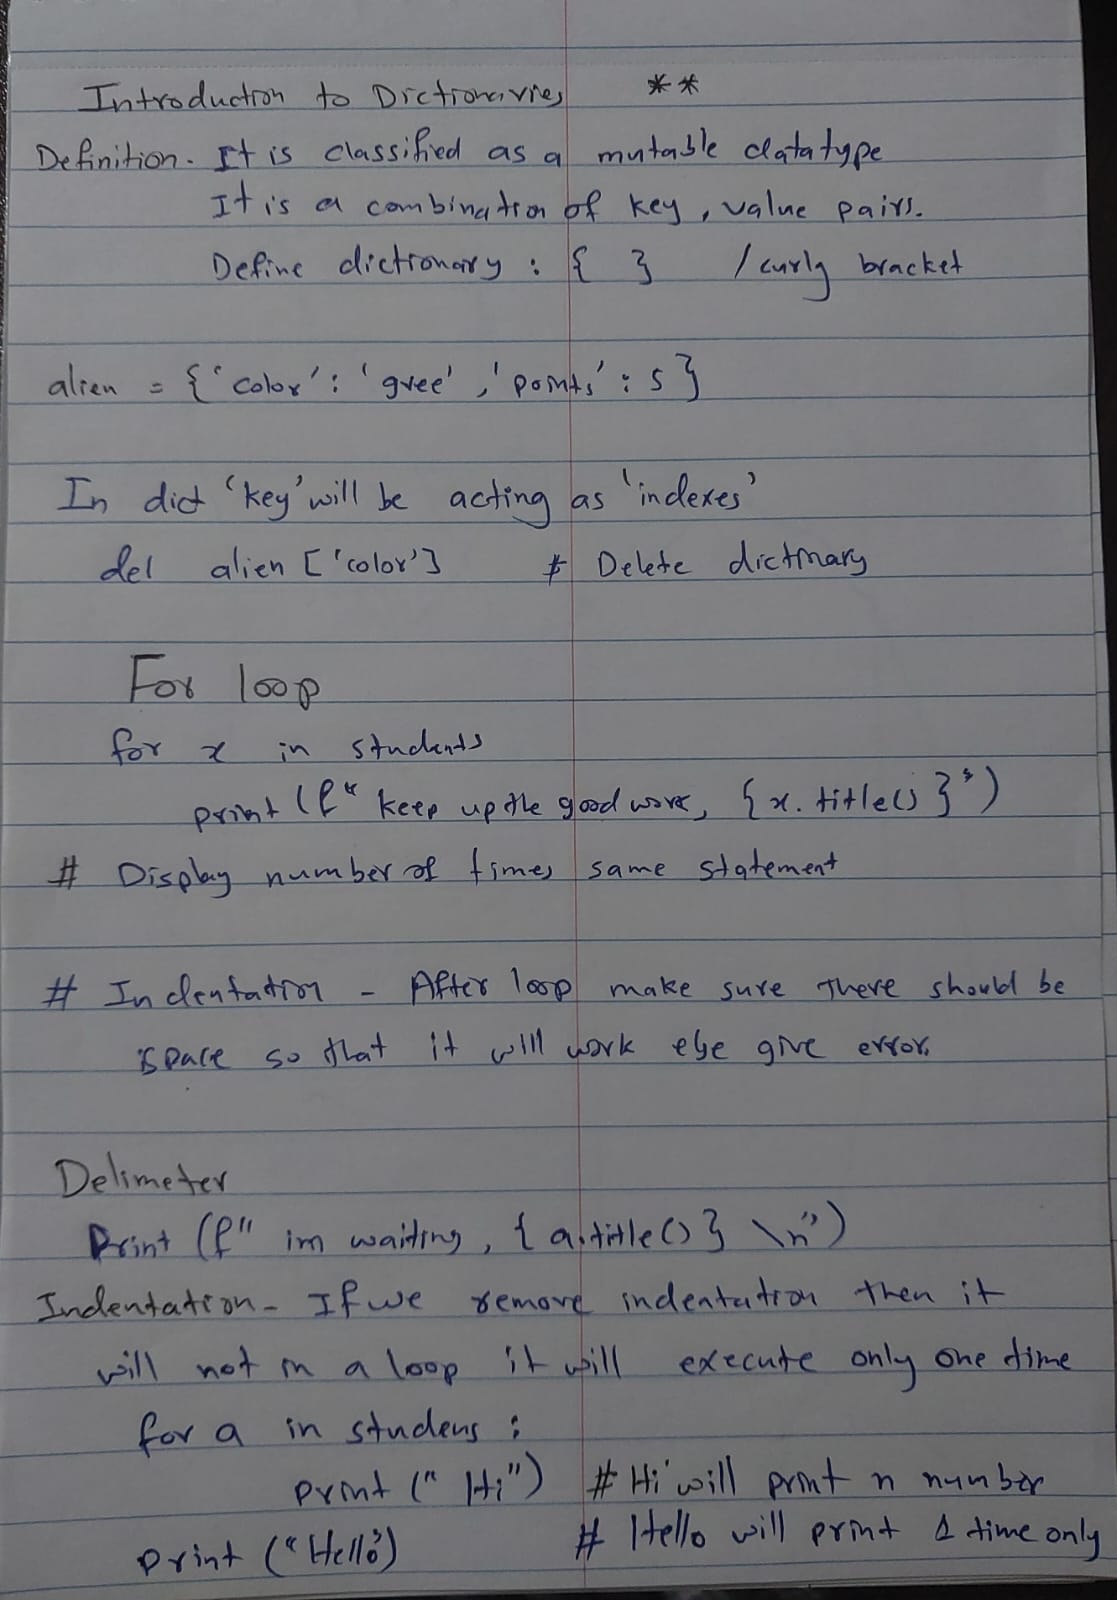 Introduction to Dictionaries **
Definition. It is classified as a mutable datatype
It is a combination of key, value pairs.
Define dictionary : { } / curly bracket
alien = {'color' : 'gree' , 'points' : 5 }
In dict 'key' will be acting as 'indexes'
del alien ['color'] # Delete dictinary
For loop
for x in students
print (f" keep up the good work, { x. title() }")
# Display number of times same statement
# Indentation - After loop make sure There should be
space so that it will work else give error.
Delimeter
Print (f" im waiting, { a.title() } \n")
Indentation - If we remove indentation then it
will not in a loop it will execute only one time
for a in studens :
print (" Hi") # Hi will print n number
print ("Hello") # Hello will print 1 time only